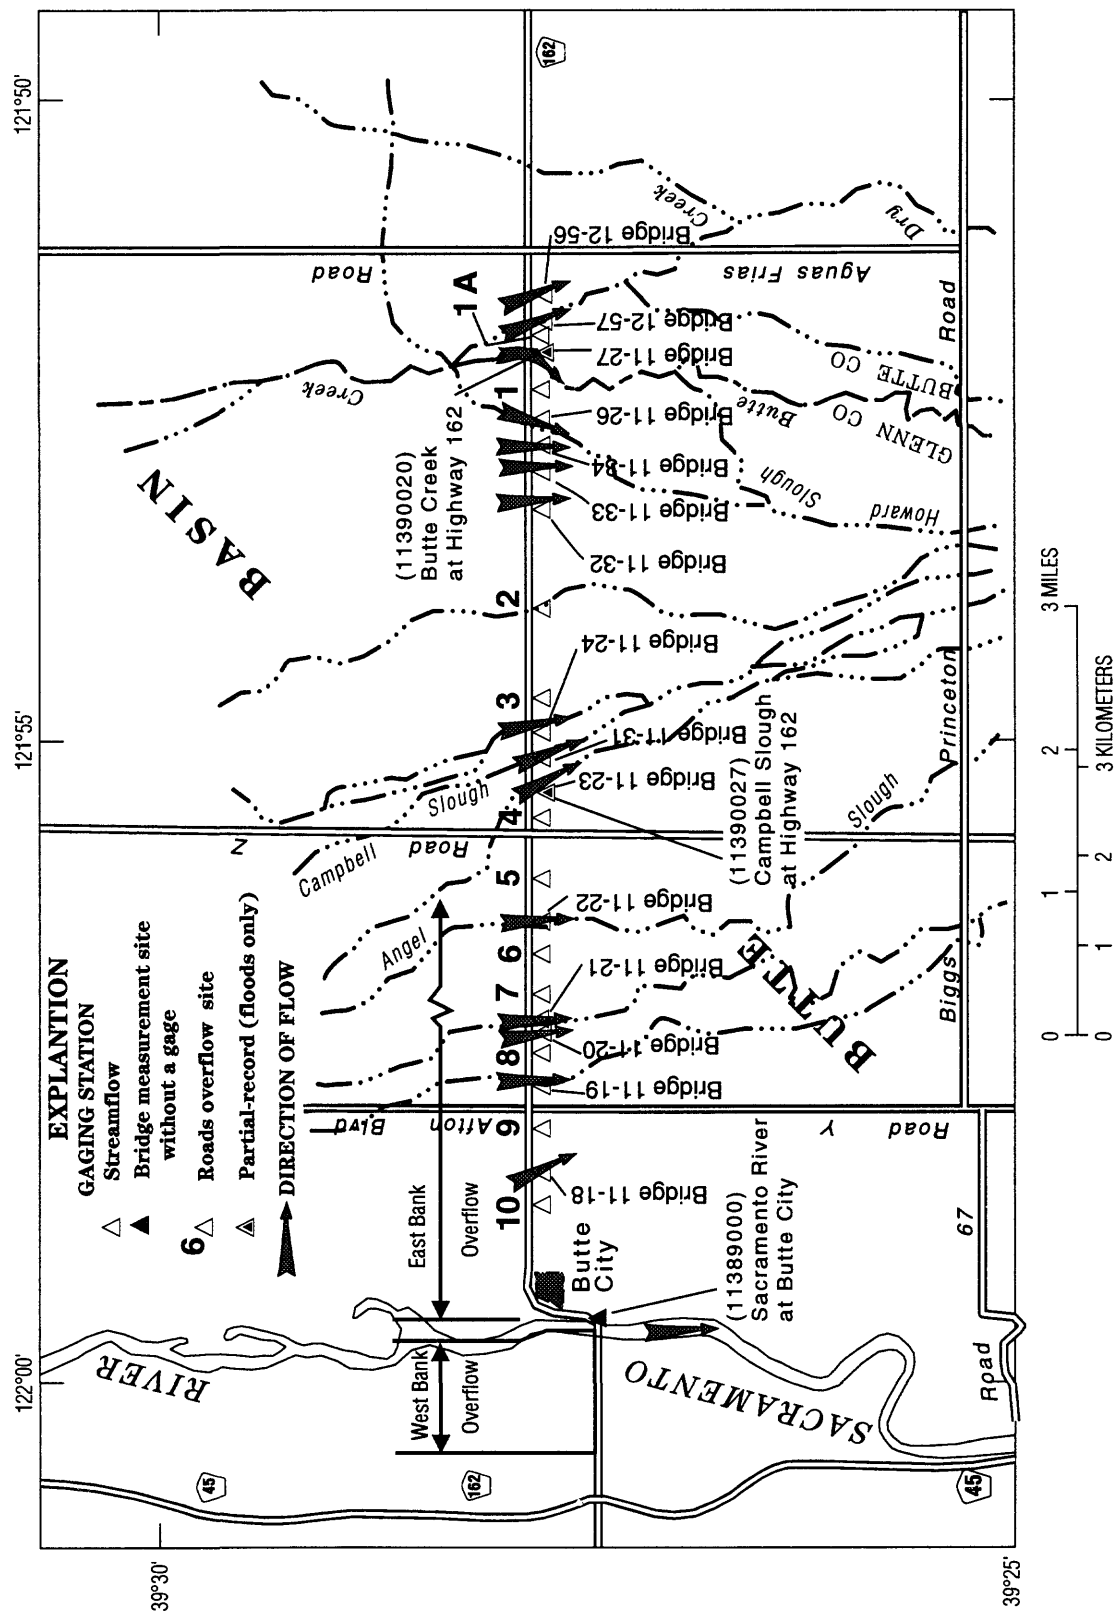 EXPLANTION
GAGING STATION
Streamflow
Bridge measurement site
without a gage
6
Roads overflow site
Partial-record (floods only)
DIRECTION OF FLOW
122°00'
121°55'
121°50'
39°30'
39°25'
45
162
45
162
RIVER
SACRAMENTO
West Bank
Overflow
East Bank
Overflow
Butte
City
(11389000)
Sacramento River
at Butte City
Afton
Blvd
Road
Y
Road
67
Road
Biggs
Princeton
Road
Angel
Slough
Campbell
Slough
Road
Z
BUTTE
BASIN
(11390027)
Campbell Slough
at Highway 162
(11390020)
Butte Creek
at Highway 162
Creek
Butte
Howard
Slough
GLENN CO
BUTTE CO
Aguas Frias
Road
Creek
Dry
10
9
8
7
6
5
4
3
2
1
1A
Bridge 11-18
Bridge 11-19
Bridge 11-20
Bridge 11-21
Bridge 11-22
Bridge 11-23
Bridge 11-31
Bridge 11-24
Bridge 11-32
Bridge 11-33
Bridge 11-34
Bridge 11-26
Bridge 11-27
Bridge 12-57
Bridge 12-56
0 1 2 3 MILES
0 1 2 3 KILOMETERS